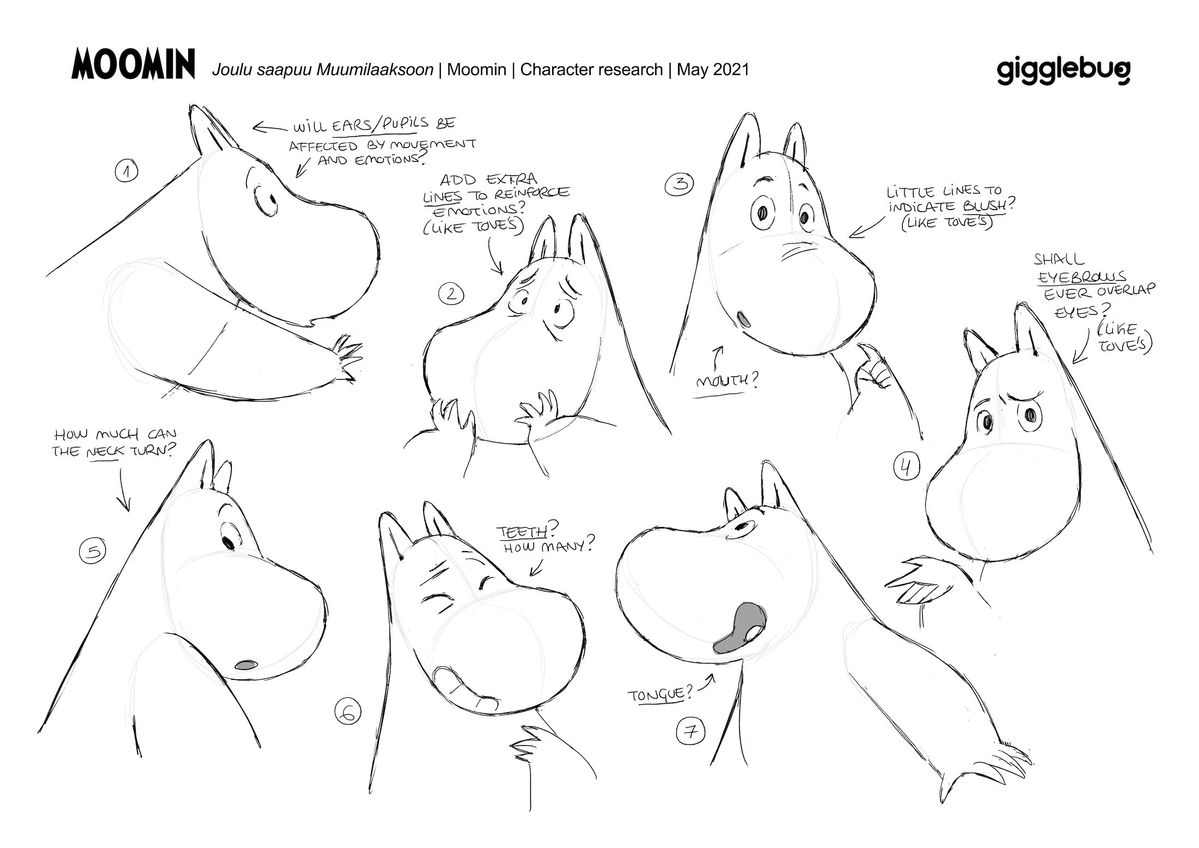 MOOMIN Joulu saapuu Muumilaaksoon | Moomin | Character research | May 2021 gigglebug
1
WILL EARS/PUPILS BE
AFFECTED BY MOVEMENT
AND EMOTIONS?
ADD EXTRA
LINES TO REINFORCE
EMOTIONS?
(LIKE TOVE'S)
2
3
LITTLE LINES TO
INDICATE BLUSH?
(LIKE TOVE'S)
MOUTH?
SHALL
EYEBROWS
EVER OVERLAP
EYES?
(LIKE
TOVE'S)
4
HOW MUCH CAN
THE NECK TURN?
5
TEETH?
HOW MANY?
6
TONGUE?
7